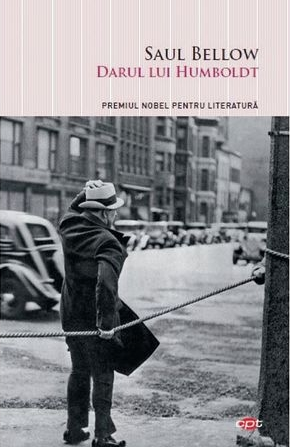 SAUL BELLOW
DARUL LUI HUMBOLDT
PREMIUL NOBEL PENTRU LITERATURĂ
cpt